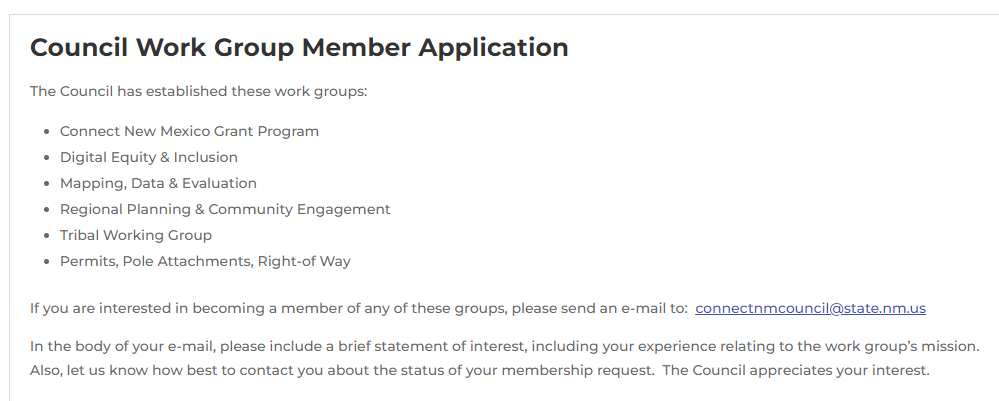 Council Work Group Member Application
The Council has established these work groups:
• Connect New Mexico Grant Program
• Digital Equity & Inclusion
• Mapping, Data & Evaluation
• Regional Planning & Community Engagement
• Tribal Working Group
• Permits, Pole Attachments, Right-of Way
If you are interested in becoming a member of any of these groups, please send an e-mail to:  connectnmcouncil@state.nm.us
In the body of your e-mail, please include a brief statement of interest, including your experience relating to the work group’s mission.
Also, let us know how best to contact you about the status of your membership request.  The Council appreciates your interest.